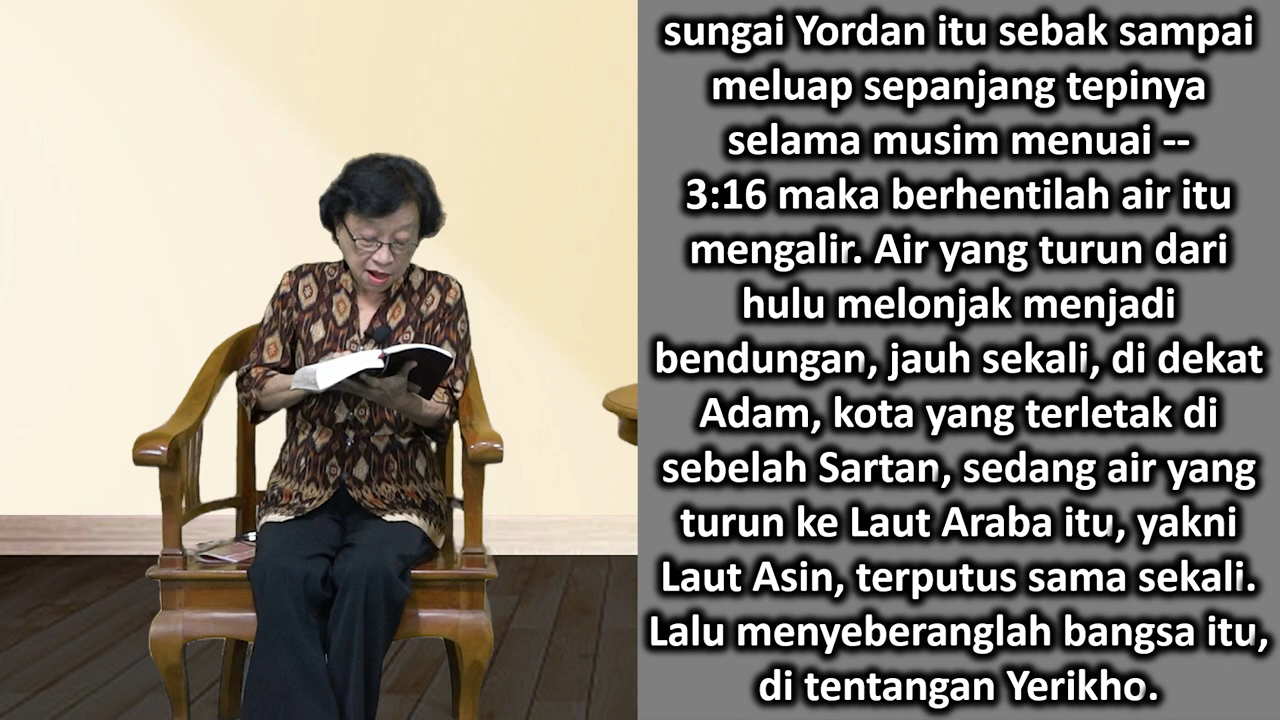 sungai Yordan itu sebak sampai
meluap sepanjang tepinya
selama musim menuai --
3:16 maka berhentilah air itu
mengalir. Air yang turun dari
hulu melonjak menjadi
bendungan, jauh sekali, di dekat
Adam, kota yang terletak di
sebelah Sartan, sedang air yang
turun ke Laut Araba itu, yakni
Laut Asin, terputus sama sekali.
Lalu menyeberanglah bangsa itu,
di tentangan Yerikho.